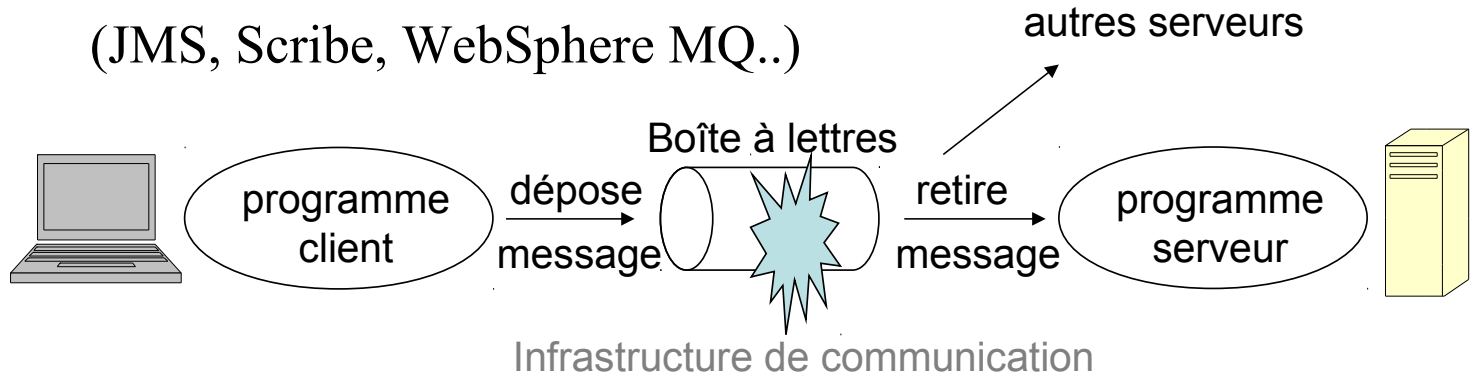 (JMS, Scribe, WebSphere MQ..)
autres serveurs
Boîte à lettres
programme
client
dépose
message
retire
message
programme
serveur
Infrastructure de communication